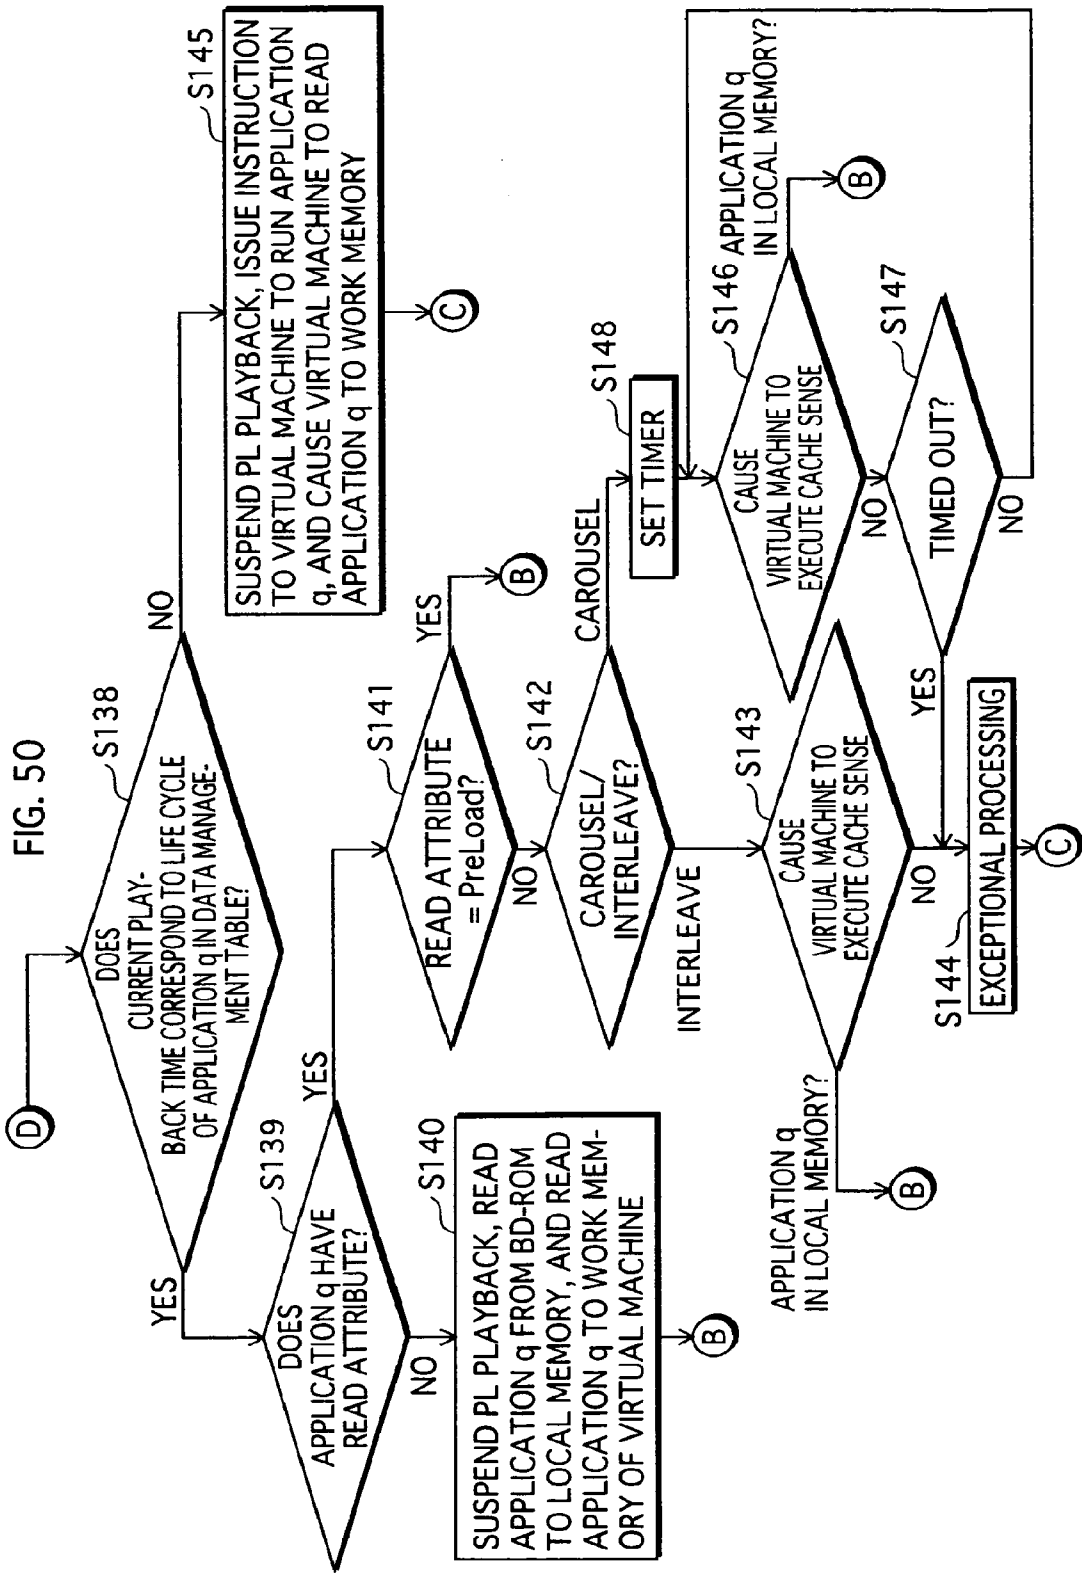 FIG. 50
D
S138
DOES
CURRENT PLAY-
BACK TIME CORRESPOND TO LIFE CYCLE
OF APPLICATION q IN DATA MANAGE-
MENT TABLE?
YES
NO
S145
SUSPEND PL PLAYBACK, ISSUE INSTRUCTION
TO VIRTUAL MACHINE TO RUN APPLICATION
q, AND CAUSE VIRTUAL MACHINE TO READ
APPLICATION q TO WORK MEMORY
C
S139
DOES
APPLICATION q HAVE
READ ATTRIBUTE?
YES
NO
S140
SUSPEND PL PLAYBACK, READ
APPLICATION q FROM BD-ROM
TO LOCAL MEMORY, AND READ
APPLICATION q TO WORK MEM-
ORY OF VIRTUAL MACHINE
B
S141
READ ATTRIBUTE
= PreLoad?
YES
B
NO
S142
CAROUSEL/
INTERLEAVE?
CAROUSEL
INTERLEAVE
S148
SET TIMER
S143
CAUSE
VIRTUAL MACHINE TO
EXECUTE CACHE SENSE
APPLICATION q
IN LOCAL MEMORY?
B
NO
S146
CAUSE
VIRTUAL MACHINE TO
EXECUTE CACHE SENSE
APPLICATION q
IN LOCAL MEMORY?
B
NO
S147
TIMED OUT?
YES
NO
S144
EXCEPTIONAL PROCESSING
C